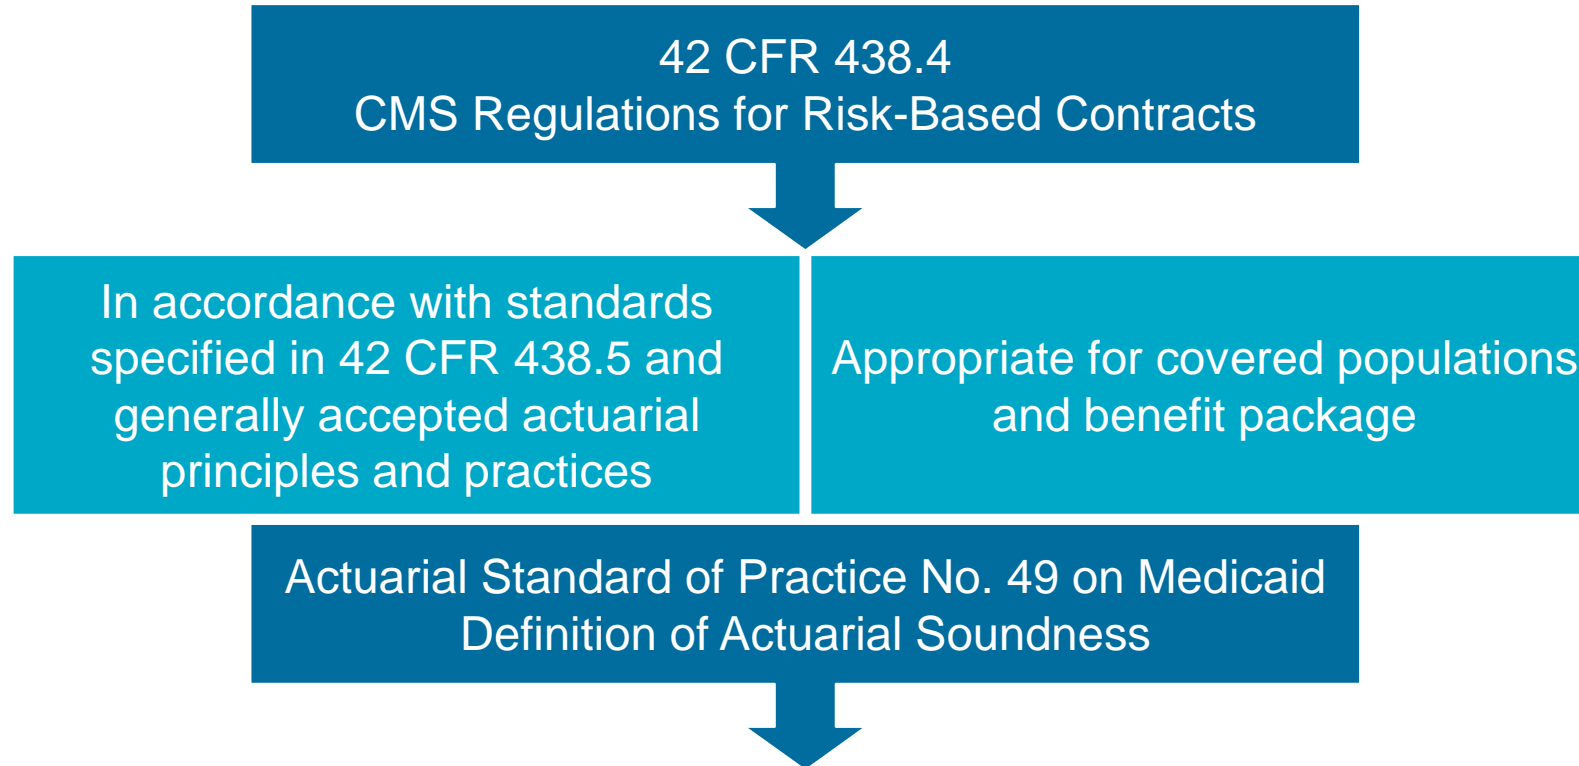 42 CFR 438.4
CMS Regulations for Risk-Based Contracts
In accordance with standards
specified in 42 CFR 438.5 and
generally accepted actuarial
principles and practices
Appropriate for covered populations
and benefit package
Actuarial Standard of Practice No. 49 on Medicaid
Definition of Actuarial Soundness